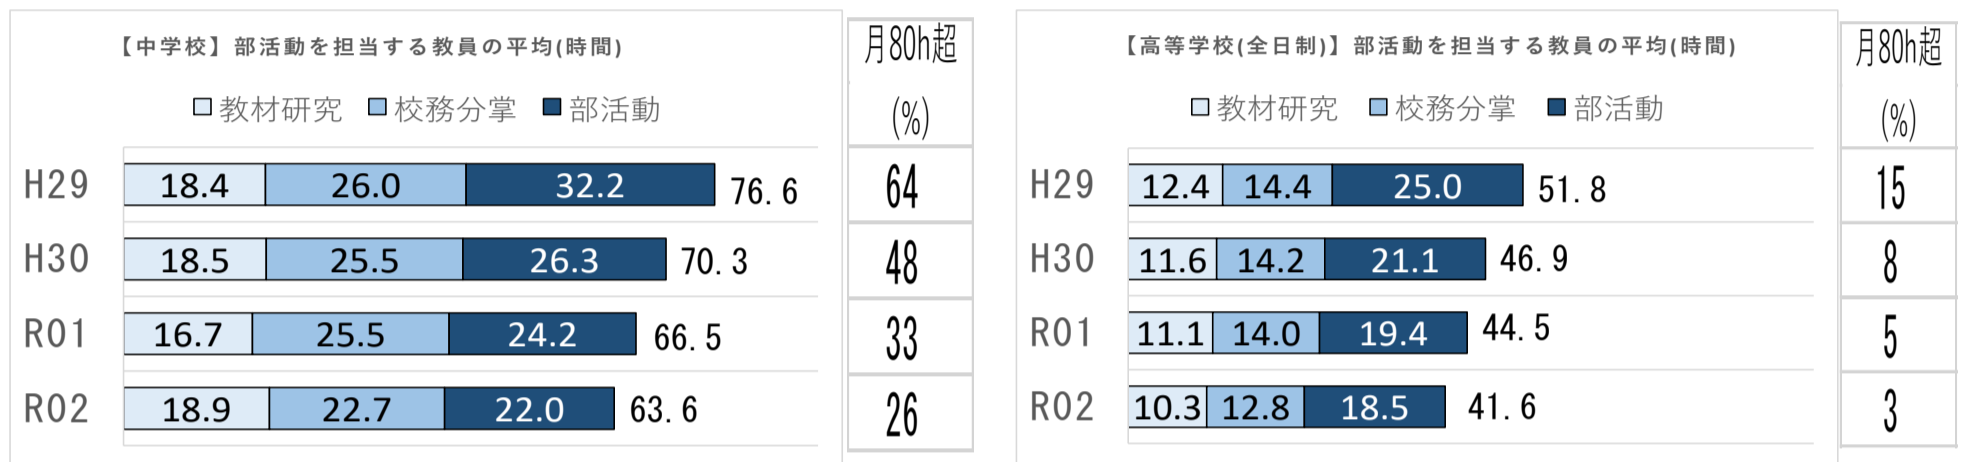 【中学校】部活動を担当する教員の平均(時間)
教材研究 校務分掌 部活動
月80h超
(%)
H29 18.4 26.0 32.2 76.6 64
H30 18.5 25.5 26.3 70.3 48
R01 16.7 25.5 24.2 66.5 33
R02 18.9 22.7 22.0 63.6 26
【高等学校(全日制)】部活動を担当する教員の平均(時間)
教材研究 校務分掌 部活動
月80h超
(%)
H29 12.4 14.4 25.0 51.8 15
H30 11.6 14.2 21.1 46.9 8
R01 11.1 14.0 19.4 44.5 5
R02 10.3 12.8 18.5 41.6 3